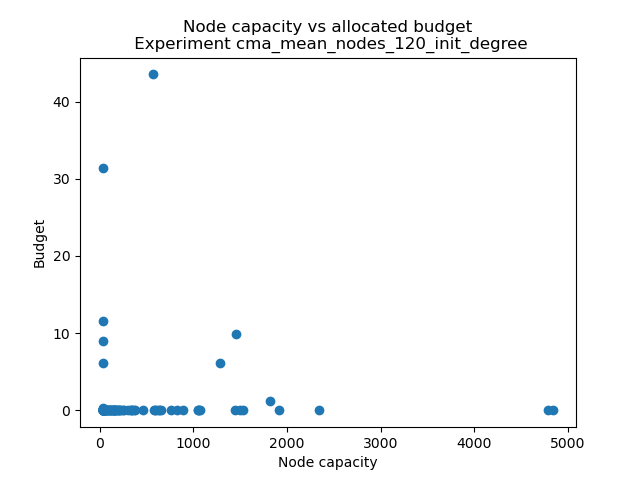 Node capacity vs allocated budget
Experiment cma_mean_nodes_120_init_degree
40
30
20
10
0
Budget
0 1000 2000 3000 4000 5000
Node capacity